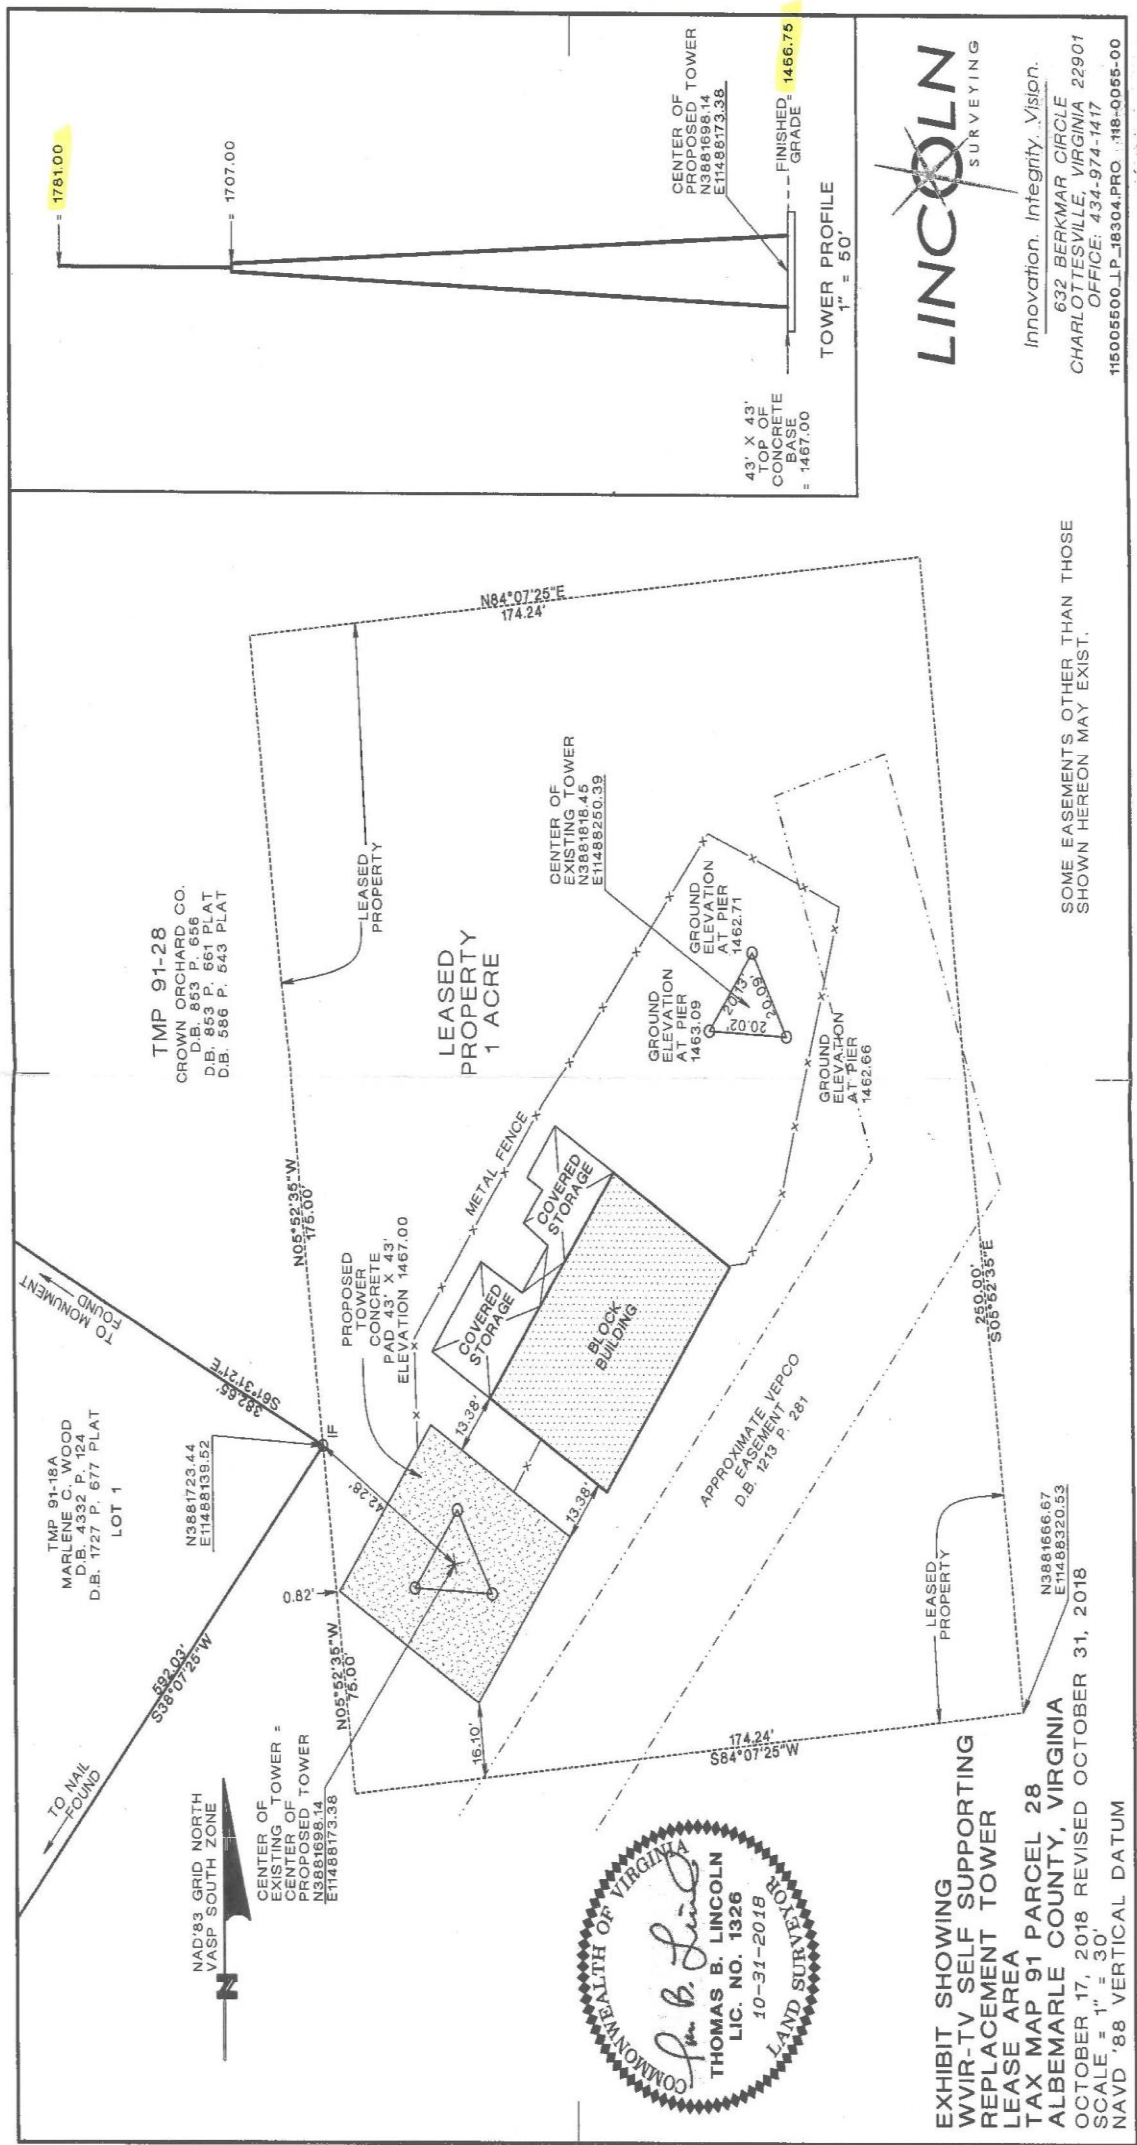 TMP 91-18A
MARLENE C. WOOD
D.B. 4332 P. 124
D.B. 1727 P. 677 PLAT
LOT 1
TO NAIL
FOUND
592.03'
S38°07'25"W
TO MONUMENT
FOUND
382.65'
S61°31'21"E
N3881723.44
E11488139.52
IF
NAD'83 GRID NORTH
VASP SOUTH ZONE
N
CENTER OF
EXISTING TOWER =
CENTER OF
PROPOSED TOWER
N3881698.14
E11488173.38
TMP 91-28
CROWN ORCHARD CO.
D.B. 853 P. 656
D.B. 853 P. 661 PLAT
D.B. 586 P. 543 PLAT
N05°52'35"W
75.00'
0.82'
42.28'
N05°52'35"W
175.00'
LEASED
PROPERTY
PROPOSED
TOWER
CONCRETE
PAD 43' X 43'
ELEVATION 1467.00
LEASED
PROPERTY
1 ACRE
METAL FENCE
N84°07'25"E
174.24'
16.10'
13.38'
13.38'
COVERED
STORAGE
COVERED
STORAGE
BLOCK
BUILDING
CENTER OF
EXISTING TOWER
N3881818.45
E11488250.39
GROUND
ELEVATION
AT PIER
1463.09
GROUND
ELEVATION
AT PIER
1462.71
20.13'
20.02'
20.09'
GROUND
ELEVATION
AT PIER
1462.66
APPROXIMATE VEPCO
EASEMENT
D.B. 1213 P. 281
174.24'
S84°07'25"W
LEASED
PROPERTY
250.00'
S05°52'35"E
N3881666.67
E11488320.53
SOME EASEMENTS OTHER THAN THOSE
SHOWN HEREON MAY EXIST.
COMMONWEALTH OF VIRGINIA
THOMAS B. LINCOLN
LIC. NO. 1326
10-31-2018
LAND SURVEYOR
EXHIBIT SHOWING
WVIR-TV SELF SUPPORTING
REPLACEMENT TOWER
LEASE AREA
TAX MAP 91 PARCEL 28
ALBEMARLE COUNTY, VIRGINIA
OCTOBER 17, 2018 REVISED OCTOBER 31, 2018
SCALE = 1" = 30'
NAVD '88 VERTICAL DATUM
= 1781.00
= 1707.00
CENTER OF
PROPOSED TOWER
N3881698.14
E11488173.38
FINISHED
GRADE = 1466.75
43' X 43'
TOP OF
CONCRETE
BASE
= 1467.00
TOWER PROFILE
1" = 50'
LINCOLN
SURVEYING
Innovation. Integrity. Vision.
632 BERKMAR CIRCLE
CHARLOTTESVILLE, VIRGINIA 22901
OFFICE: 434-974-1417
115005500_LP_18304.PRO 118-0055-00